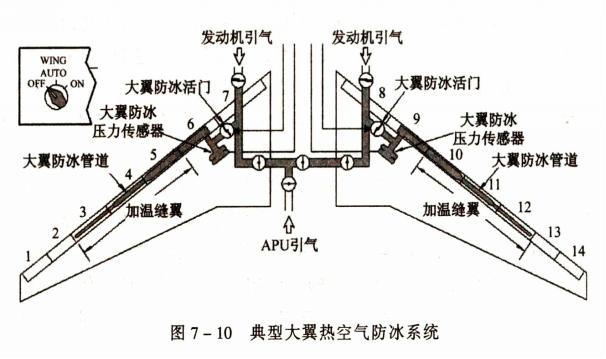 发动机引气
发动机引气
WING
AUTO
OFF
ON
大翼防冰活门
大翼防冰活门
7
8
大翼防冰
压力传感器
大翼防冰
压力传感器
6
9
5
10
大翼防冰管道
大翼防冰管道
4
11
3
12
加温缝翼
加温缝翼
2
13
1
14
APU引气
图 7-10 典型大翼热空气防冰系统